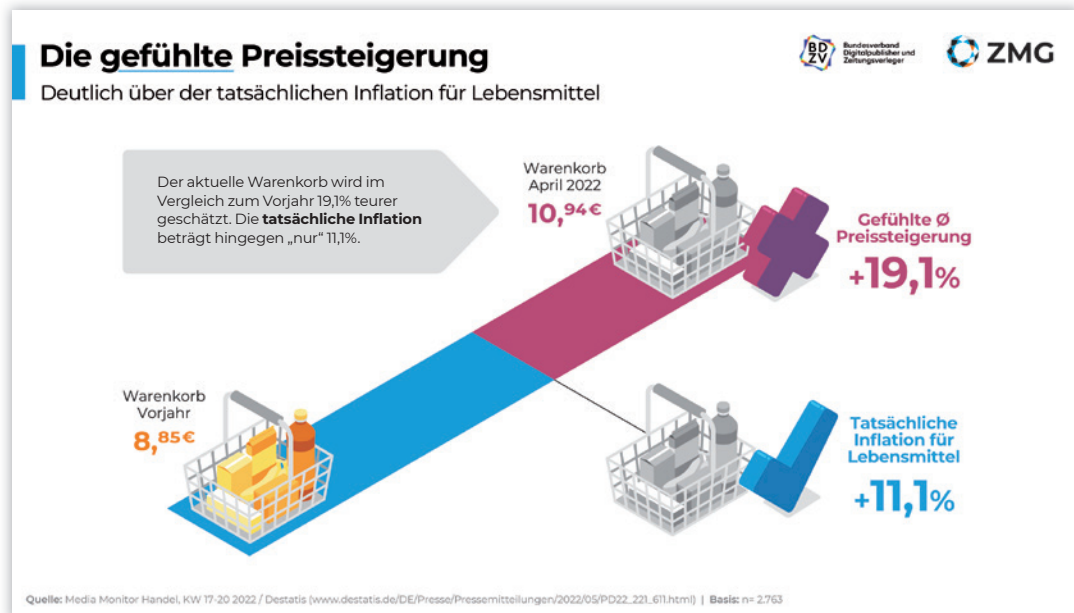 Die gefühlte Preissteigerung
Deutlich über der tatsächlichen Inflation für Lebensmittel
BD
ZV
Bundesverband
Digitalpublisher und
Zeitungsverleger
ZMG
Der aktuelle Warenkorb wird im
Vergleich zum Vorjahr 19,1% teurer
geschätzt. Die tatsächliche Inflation
beträgt hingegen „nur" 11,1%.
Warenkorb
April 2022
10,94€
Gefühlte Ø
Preissteigerung
+19,1%
Warenkorb
Vorjahr
8,85€
Tatsächliche
Inflation für
Lebensmittel
+11,1%
Quelle: Media Monitor Handel, KW 17-20 2022 / Destatis (www.destatis.de/DE/Presse/Pressemitteilungen/2022/05/PD22_221_611.html) | Basis: n= 2.763